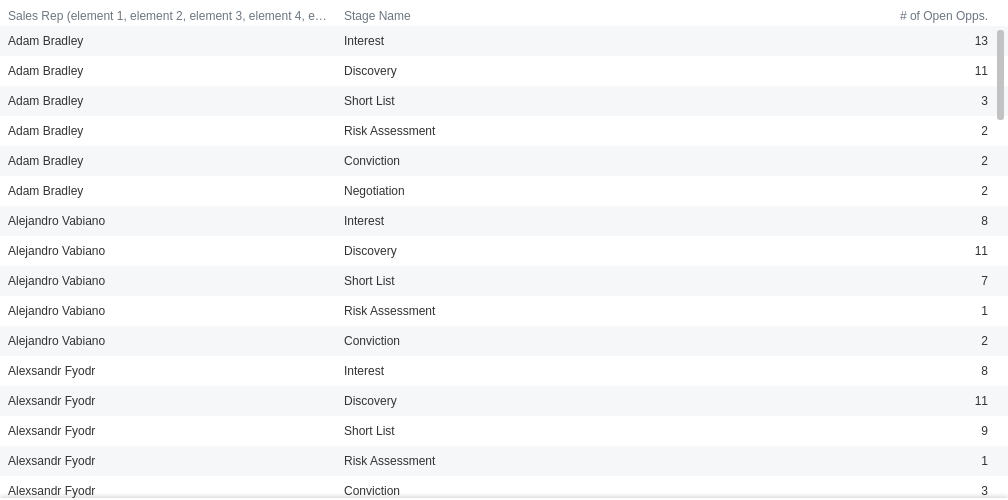 Sales Rep (element 1, element 2, element 3, element 4, e… Stage Name # of Open Opps.
Adam Bradley Interest 13
Adam Bradley Discovery 11
Adam Bradley Short List 3
Adam Bradley Risk Assessment 2
Adam Bradley Conviction 2
Adam Bradley Negotiation 2
Alejandro Vabiano Interest 8
Alejandro Vabiano Discovery 11
Alejandro Vabiano Short List 7
Alejandro Vabiano Risk Assessment 1
Alejandro Vabiano Conviction 2
Alexsandr Fyodr Interest 8
Alexsandr Fyodr Discovery 11
Alexsandr Fyodr Short List 9
Alexsandr Fyodr Risk Assessment 1
Alexsandr Fyodr Conviction 3